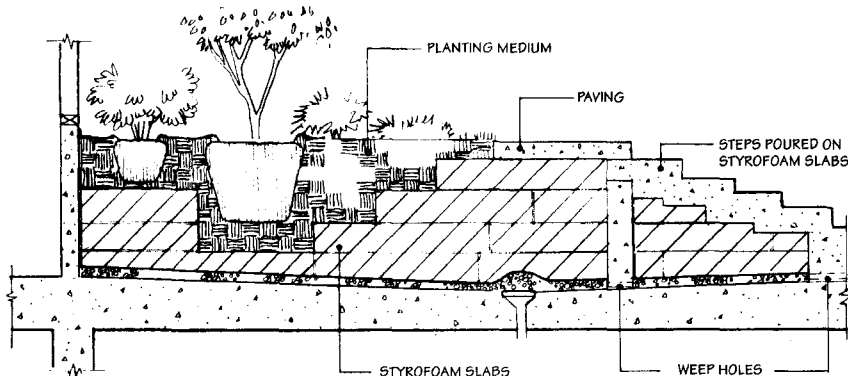 PLANTING MEDIUM
PAVING
STEPS POURED ON
STYROFOAM SLABS
STYROFOAM SLABS
WEEP HOLES